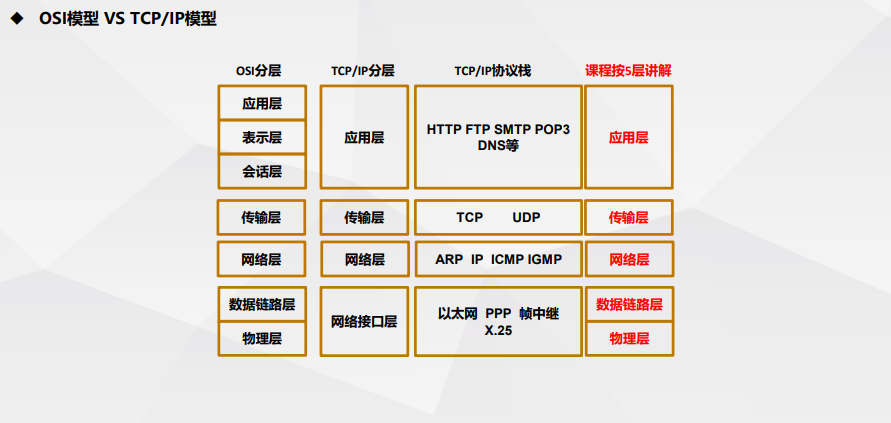 ◆ OSI模型 VS TCP/IP模型
OSI分层 TCP/IP分层 TCP/IP协议栈 课程按5层讲解
应用层
表示层
会话层
应用层
HTTP FTP SMTP POP3
DNS等
应用层
传输层 传输层 TCP UDP 传输层
网络层 网络层 ARP IP ICMP IGMP 网络层
数据链路层
物理层
网络接口层
以太网 PPP 帧中继
X.25
数据链路层
物理层